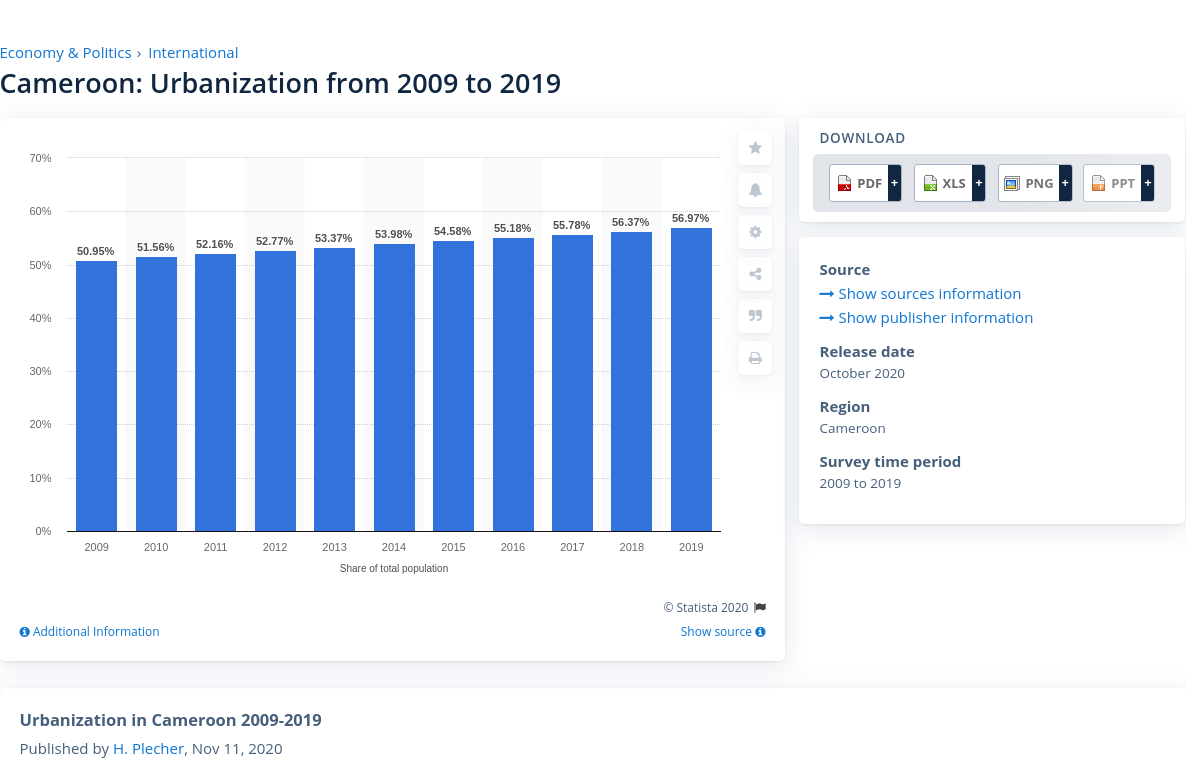 Economy & Politics › International
Cameroon: Urbanization from 2009 to 2019
70%
60%
50%
40%
30%
20%
10%
0%
50.95%
51.56%
52.16%
52.77%
53.37%
53.98%
54.58%
55.18%
55.78%
56.37%
56.97%
2009 2010 2011 2012 2013 2014 2015 2016 2017 2018 2019
Share of total population
© Statista 2020
Additional Information
Show source
DOWNLOAD
PDF + XLS + PNG + PPT +
Source
Show sources information
Show publisher information
Release date
October 2020
Region
Cameroon
Survey time period
2009 to 2019
Urbanization in Cameroon 2009-2019
Published by H. Plecher, Nov 11, 2020